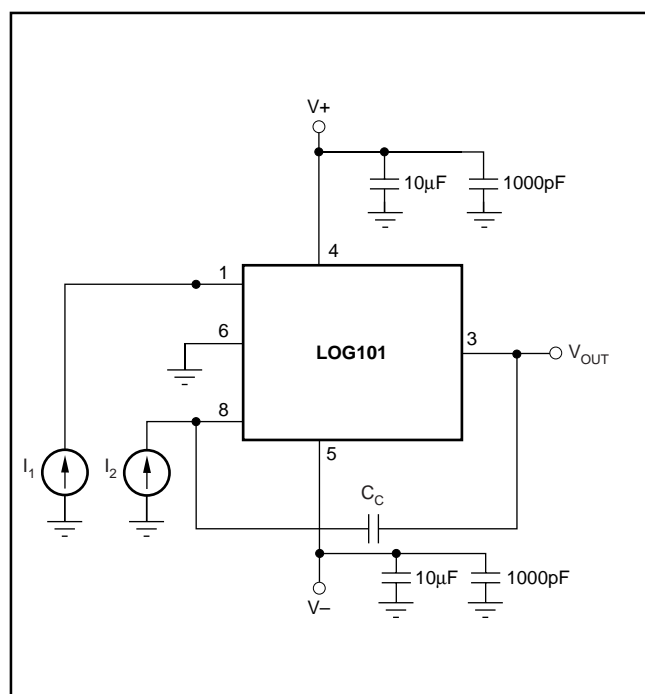 V+
10µF
1000pF
4
1
6
LOG101
3
V_OUT
8
5
I_1
I_2
C_C
10µF
1000pF
V–